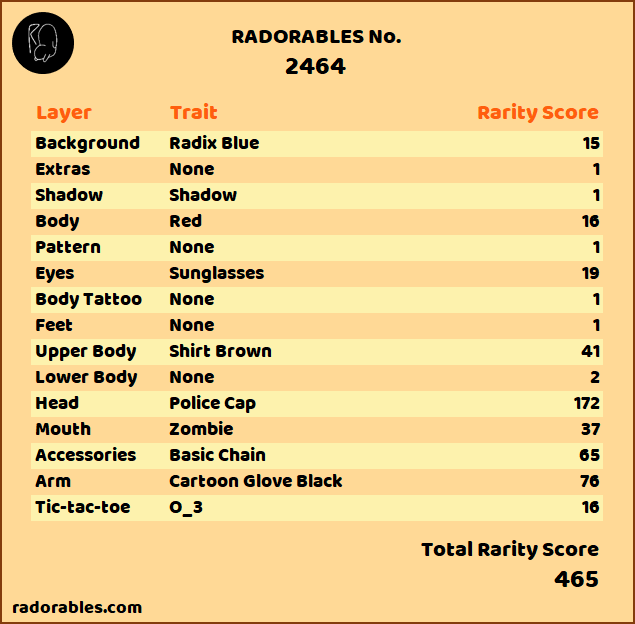 RADORABLES No.
2464
Layer Trait Rarity Score
Background Radix Blue 15
Extras None 1
Shadow Shadow 1
Body Red 16
Pattern None 1
Eyes Sunglasses 19
Body Tattoo None 1
Feet None 1
Upper Body Shirt Brown 41
Lower Body None 2
Head Police Cap 172
Mouth Zombie 37
Accessories Basic Chain 65
Arm Cartoon Glove Black 76
Tic-tac-toe O_3 16
Total Rarity Score
465
radorables.com